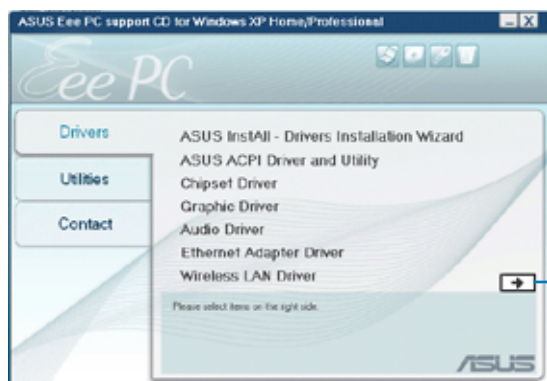 ASUS Eee PC support CD for Windows XP Home/Professional
Eee PC
Drivers
Utilities
Contact
ASUS InstAll - Drivers Installation Wizard
ASUS ACPI Driver and Utility
Chipset Driver
Graphic Driver
Audio Driver
Ethernet Adapter Driver
Wireless LAN Driver
Please select items on the right side.
ASUS